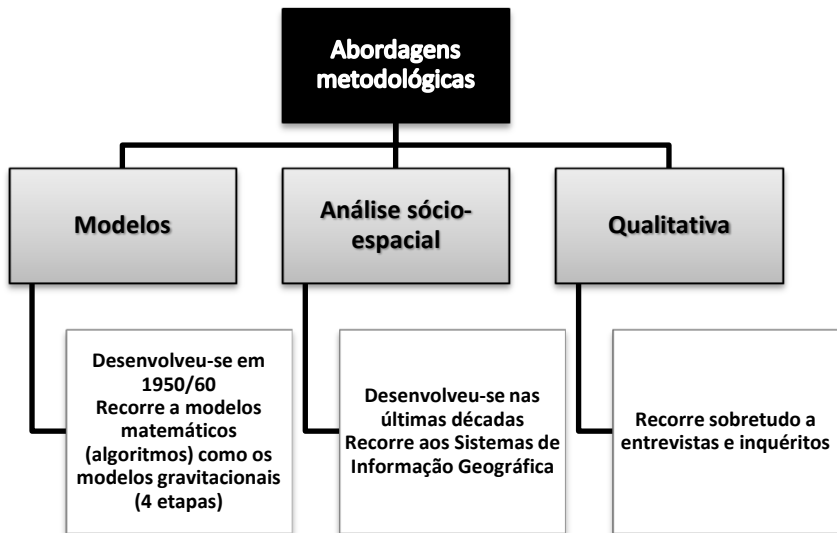 Abordagens
metodológicas
Modelos
Análise sócio-
espacial
Qualitativa
Desenvolveu-se em
1950/60
Recorre a modelos
matemáticos
(algoritmos) como os
modelos gravitacionais
(4 etapas)
Desenvolveu-se nas
últimas décadas
Recorre aos Sistemas de
Informação Geográfica
Recorre sobretudo a
entrevistas e inquéritos